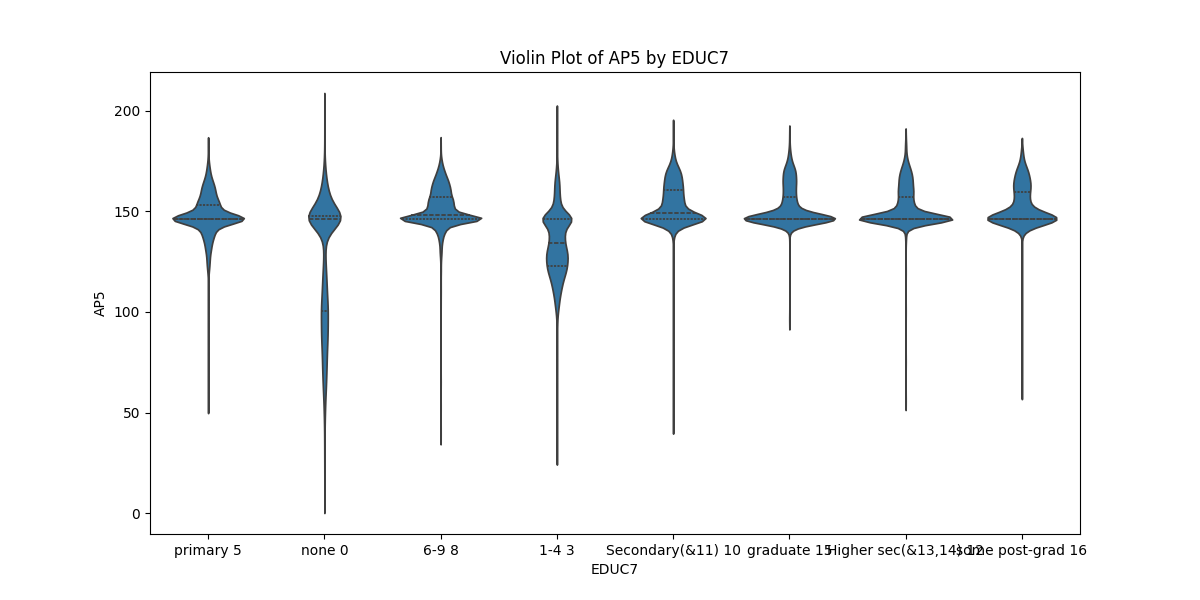 Violin Plot of AP5 by EDUC7
200
150
100
50
0
AP5
primary 5
none 0
6-9 8
1-4 3
Secondary(&11) 10
graduate 15
Higher sec(&13,14) 12
some post-grad 16
EDUC7